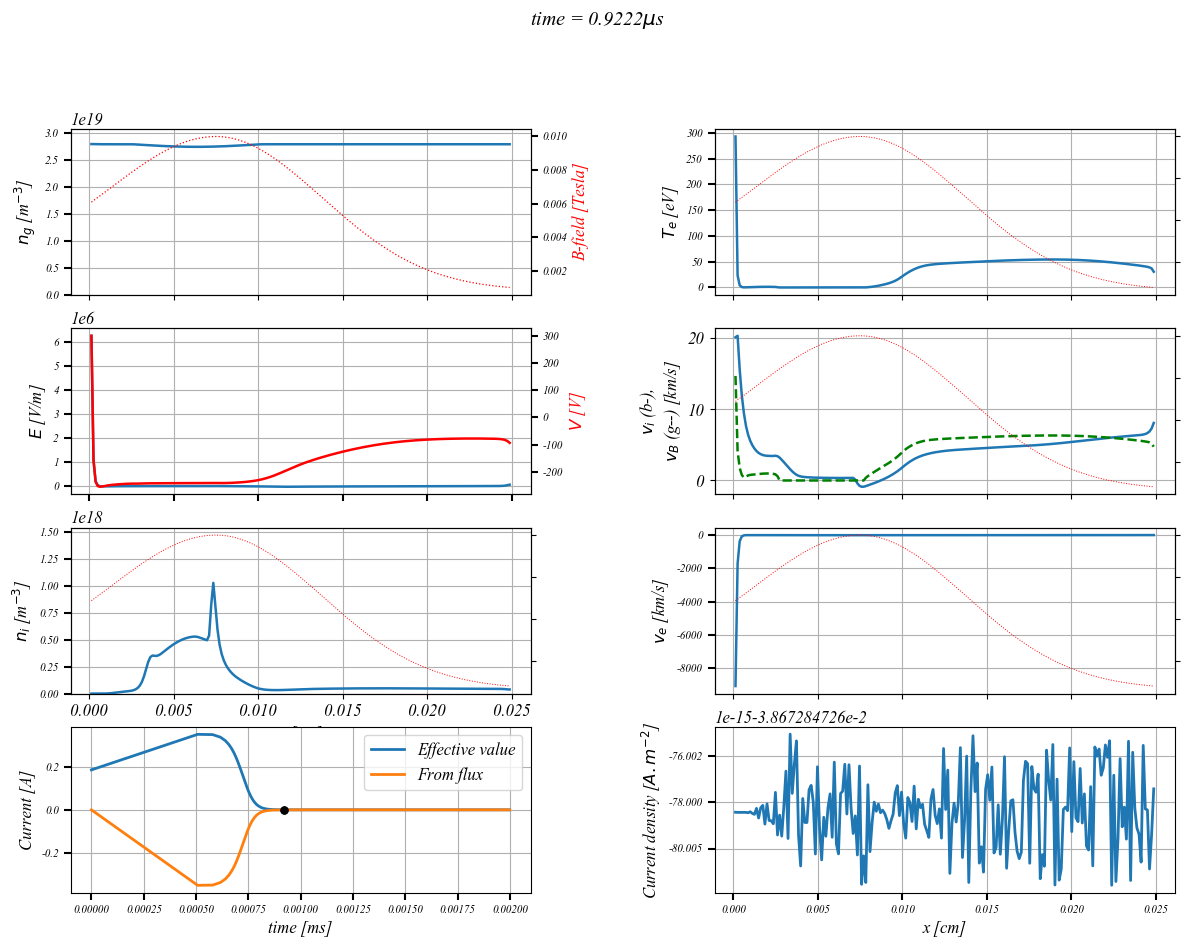 time = 0.9222μs
1e19
3.0
2.5
2.0
1.5
1.0
0.5
0.0
n_g [m^{-3}]
0.010
0.008
0.006
0.004
0.002
B-field [Tesla]
300
250
200
150
100
50
0
T_e [eV]
1e6
6
5
4
3
2
1
0
E [V/m]
300
200
100
0
-100
-200
V [V]
20
10
0
v_i (b-),
v_B (g--) [km/s]
1e18
1.50
1.25
1.00
0.75
0.50
0.25
0.00
n_i [m^{-3}]
0.000 0.005 0.010 0.015 0.020 0.025
0
-2000
-4000
-6000
-8000
v_e [km/s]
0.2
0.0
-0.2
Current [A]
Effective value
From flux
0.00000 0.00025 0.00050 0.00075 0.00100 0.00125 0.00150 0.00175 0.00200
time [ms]
1e-15-3.867284726e-2
-76.002
-78.000
-80.005
Current density [A.m^{-2}]
0.000 0.005 0.010 0.015 0.020 0.025
x [cm]